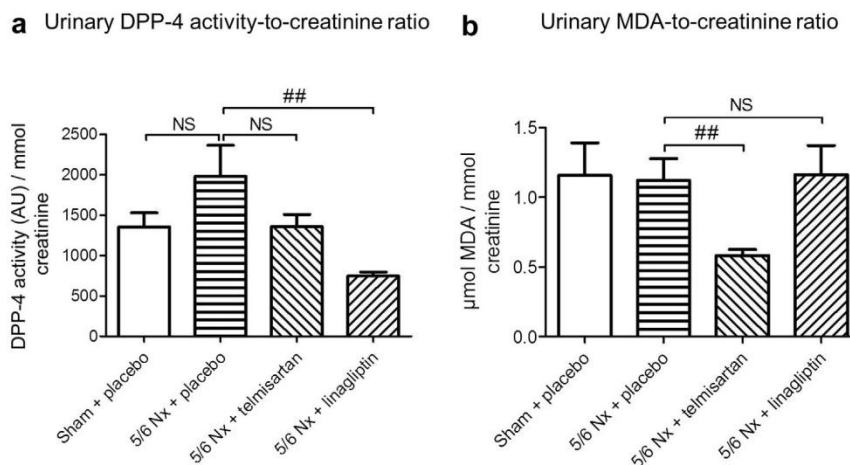 a Urinary DPP-4 activity-to-creatinine ratio
##
NS NS
DPP-4 activity (AU) / mmol
creatinine
2500
2000
1500
1000
500
0
Sham + placebo
5/6 Nx + placebo
5/6 Nx + telmisartan
5/6 Nx + linagliptin
b Urinary MDA-to-creatinine ratio
NS
##
µmol MDA / mmol
creatinine
1.5
1.0
0.5
0.0
Sham + placebo
5/6 Nx + placebo
5/6 Nx + telmisartan
5/6 Nx + linagliptin